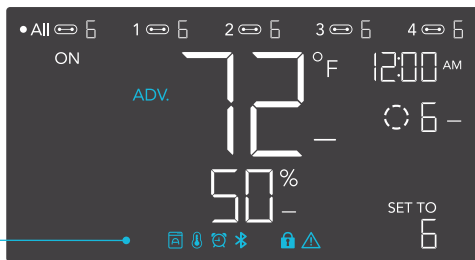 All 6 1 6 2 6 3 6 4 6
ON
72 °F
12:00 AM
ADV.
6 –
50 %
SET TO
6
A